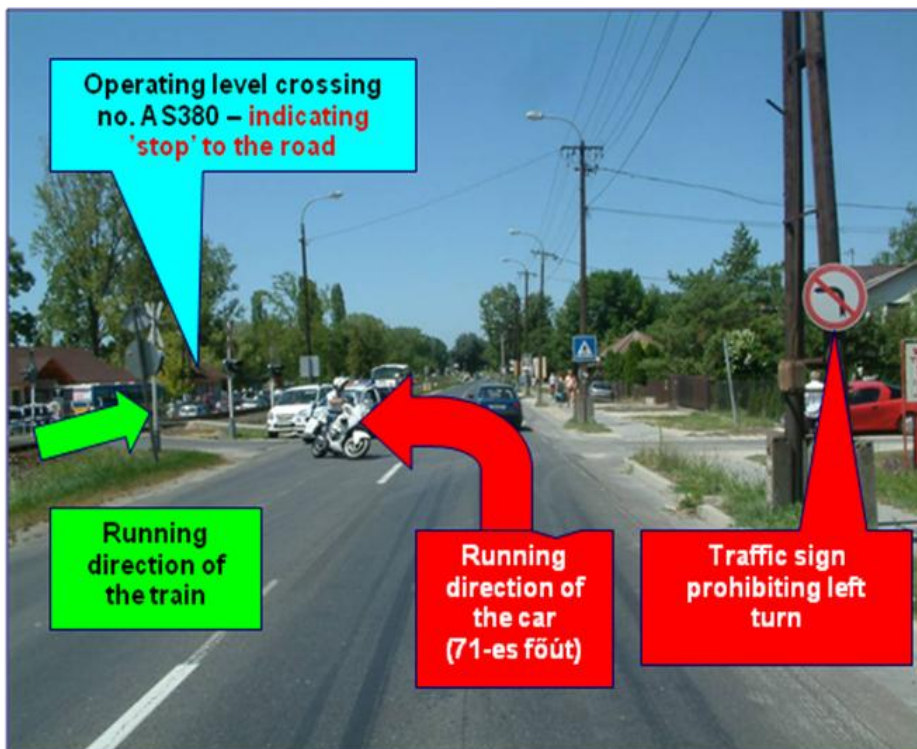 Operating level crossing
no. AS380 – indicating
'stop' to the road
Running
direction of
the train
Running
direction of
the car
(71-es főút)
Traffic sign
prohibiting left
turn